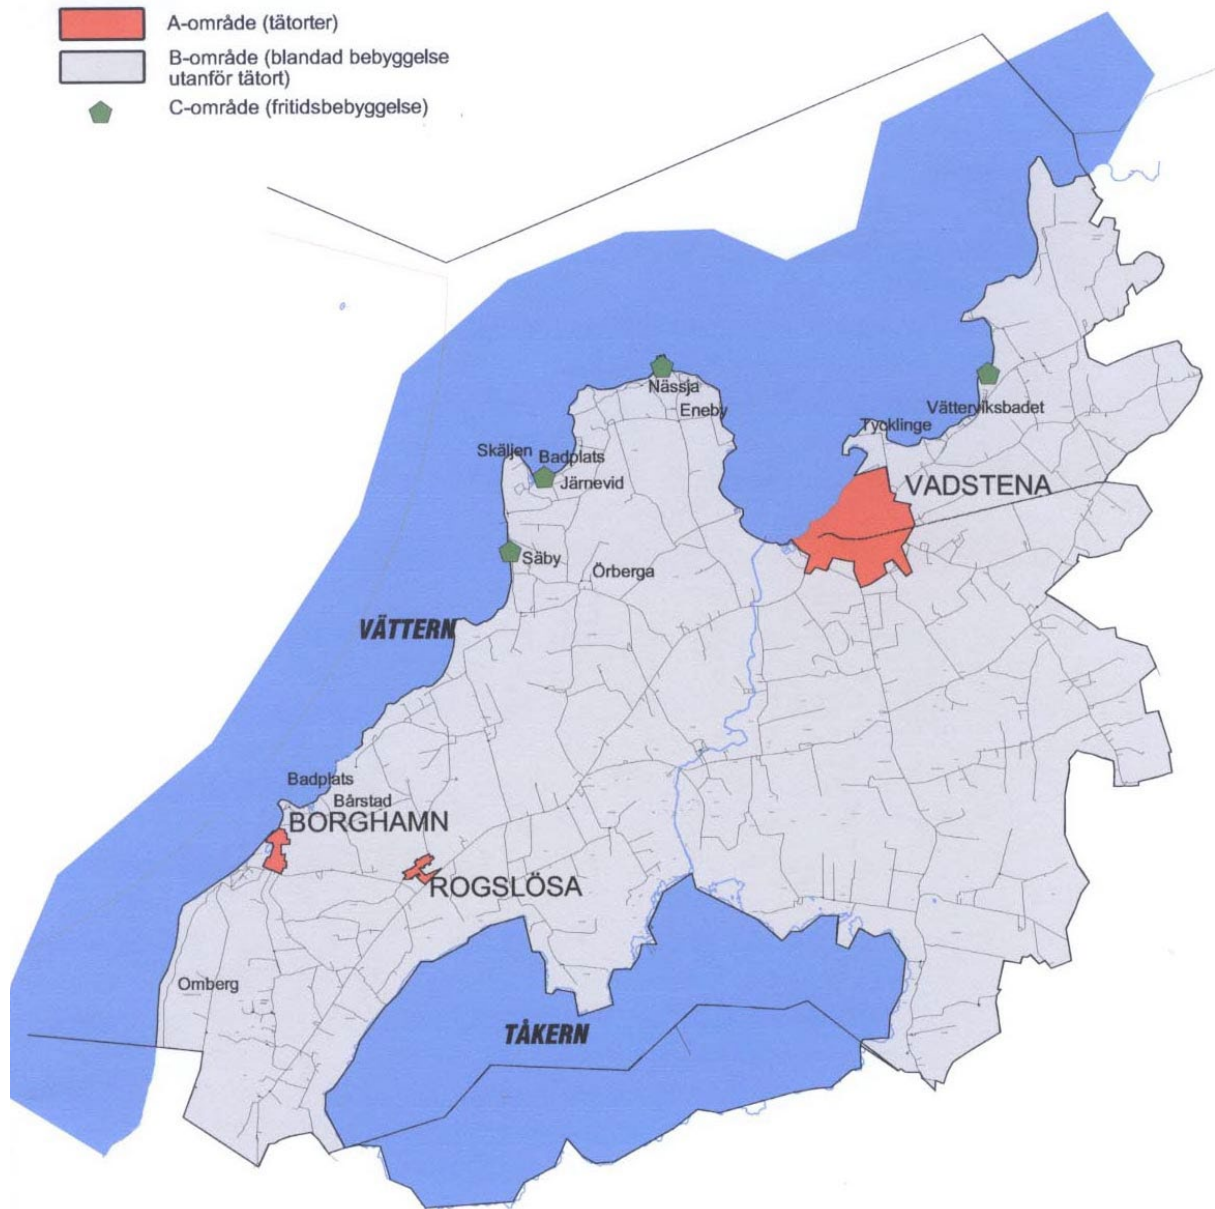 A-område (tätorter)
B-område (blandad bebyggelse
utanför tätort)
C-område (fritidsbebyggelse)
Nässja
Eneby
Vätterviksbadet
Tycklinge
Skäljen
Badplats
Järnevid
VADSTENA
Säby
Örberga
VÄTTERN
Badplats
Bårstad
BORGHAMN
ROGSLÖSA
Omberg
TÅKERN